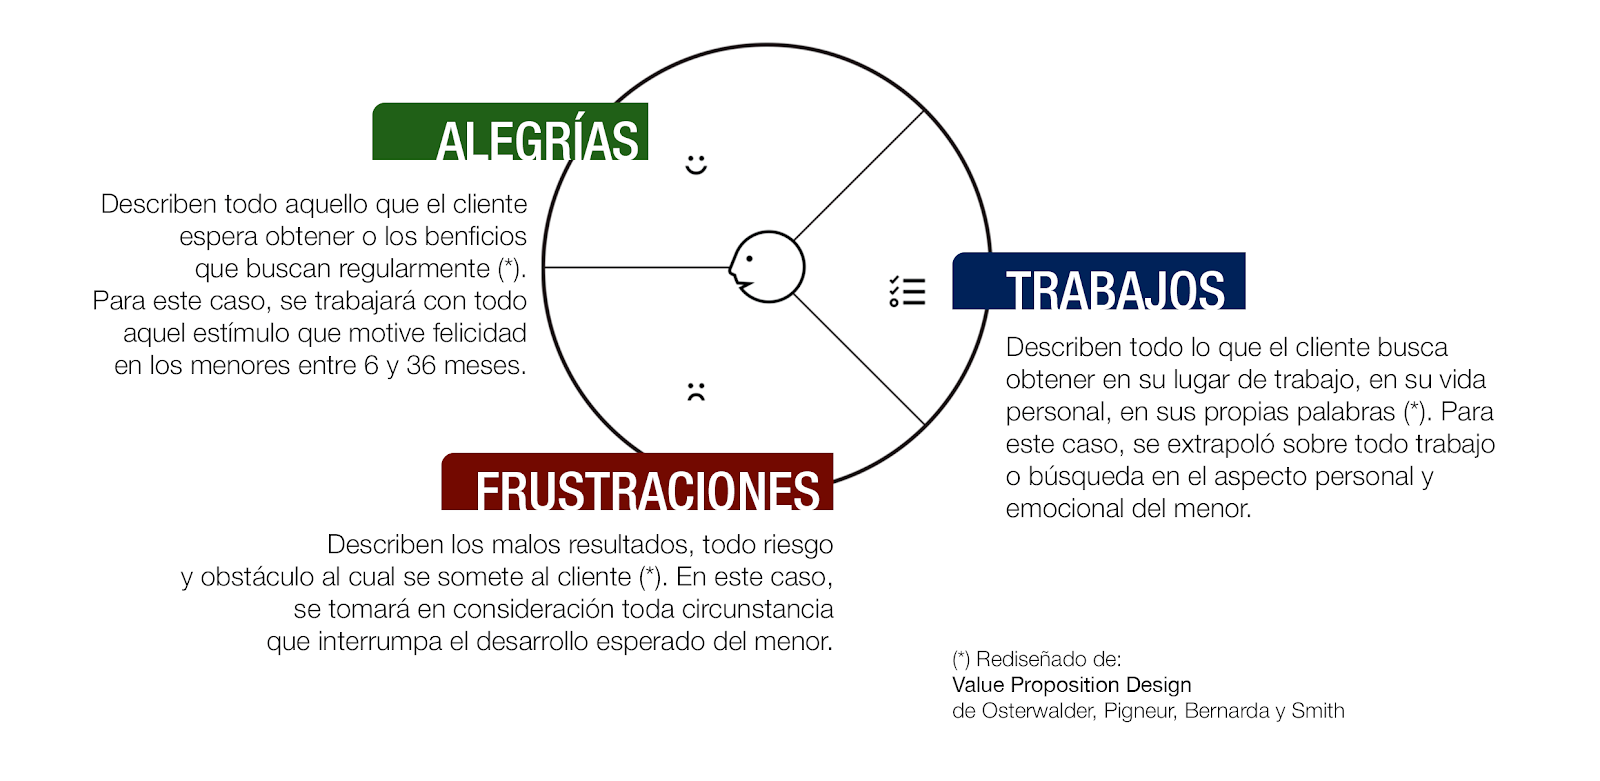 ALEGRÍAS
Describen todo aquello que el cliente
espera obtener o los benficios
que buscan regularmente (*).
Para este caso, se trabajará con todo
aquel estímulo que motive felicidad
en los menores entre 6 y 36 meses.
TRABAJOS
Describen todo lo que el cliente busca
obtener en su lugar de trabajo, en su vida
personal, en sus propias palabras (*). Para
este caso, se extrapoló sobre todo trabajo
o búsqueda en el aspecto personal y
emocional del menor.
FRUSTRACIONES
Describen los malos resultados, todo riesgo
y obstáculo al cual se somete al cliente (*). En este caso,
se tomará en consideración toda circunstancia
que interrumpa el desarrollo esperado del menor.
(*) Rediseñado de:
Value Proposition Design
de Osterwalder, Pigneur, Bernarda y Smith